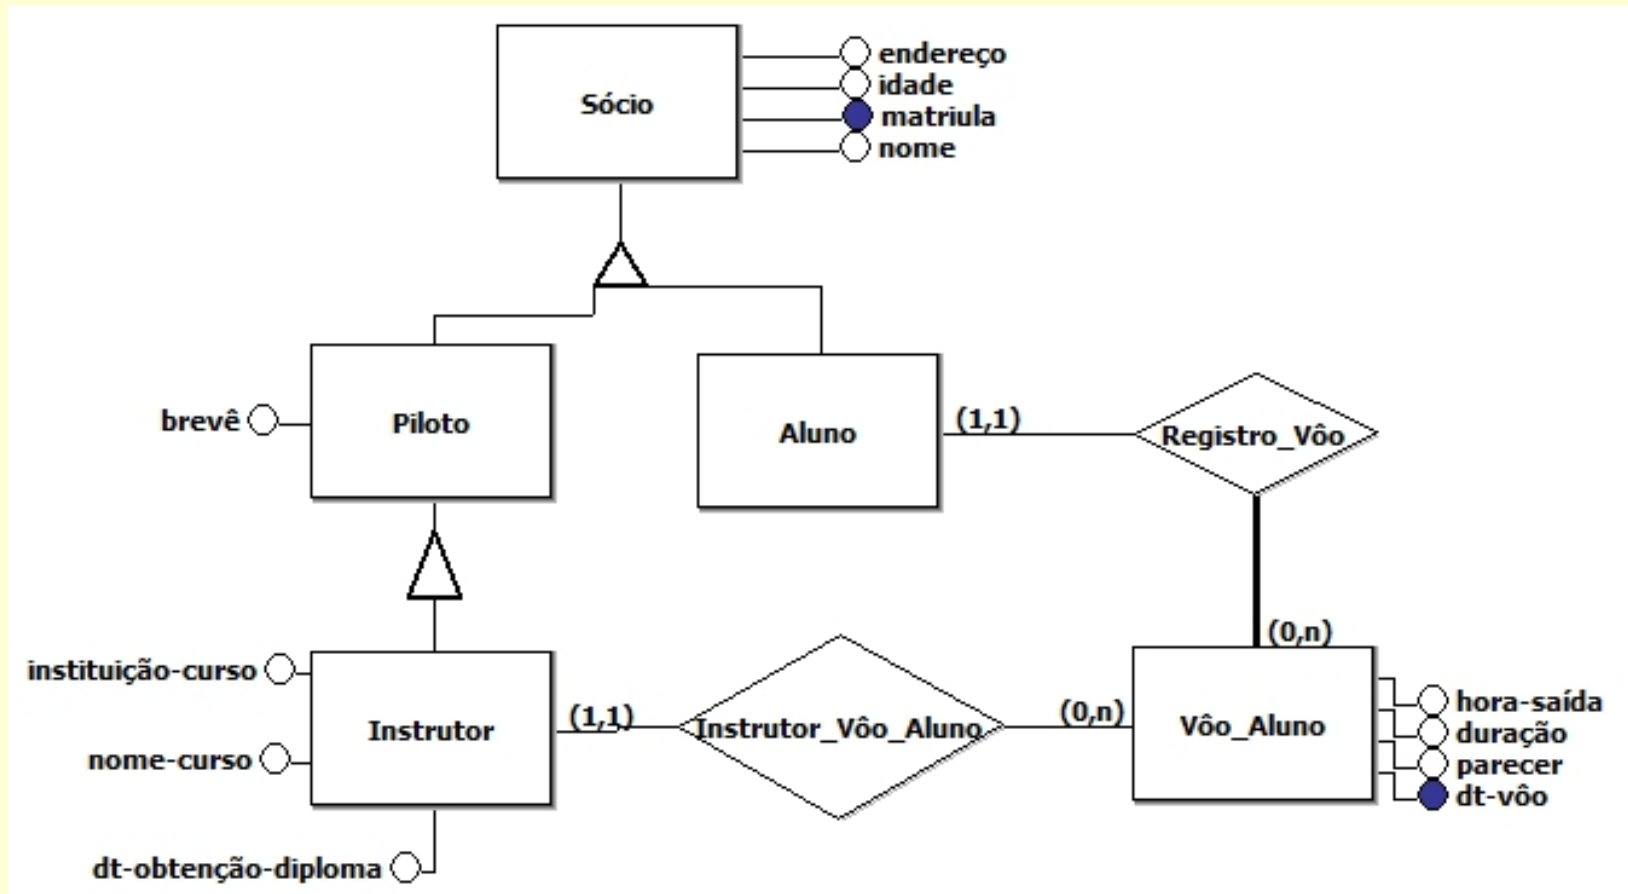 Sócio
endereço
idade
matriula
nome
brevê
Piloto
Aluno
(1,1)
Registro_Vôo
(0,n)
instituição-curso
nome-curso
dt-obtenção-diploma
Instrutor
(1,1)
Instrutor_Vôo_Aluno
(0,n)
Vôo_Aluno
hora-saída
duração
parecer
dt-vôo